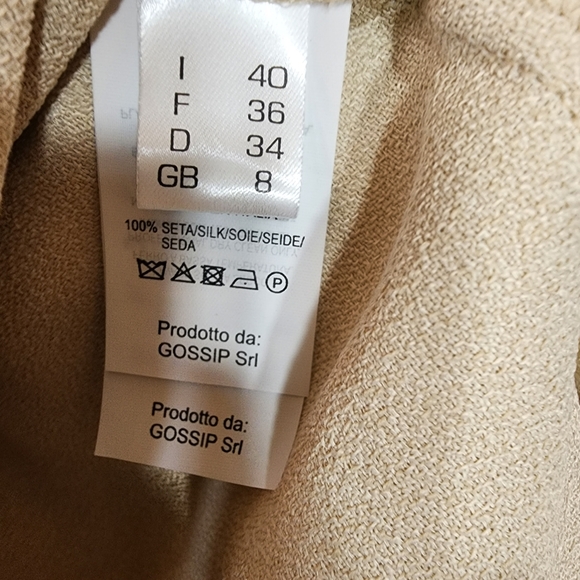 I 40
F 36
D 34
GB 8
100% SETA/SILK/SOIE/SEIDE/
SEDA
P
Prodotto da:
GOSSIP Srl
Prodotto da:
GOSSIP Srl